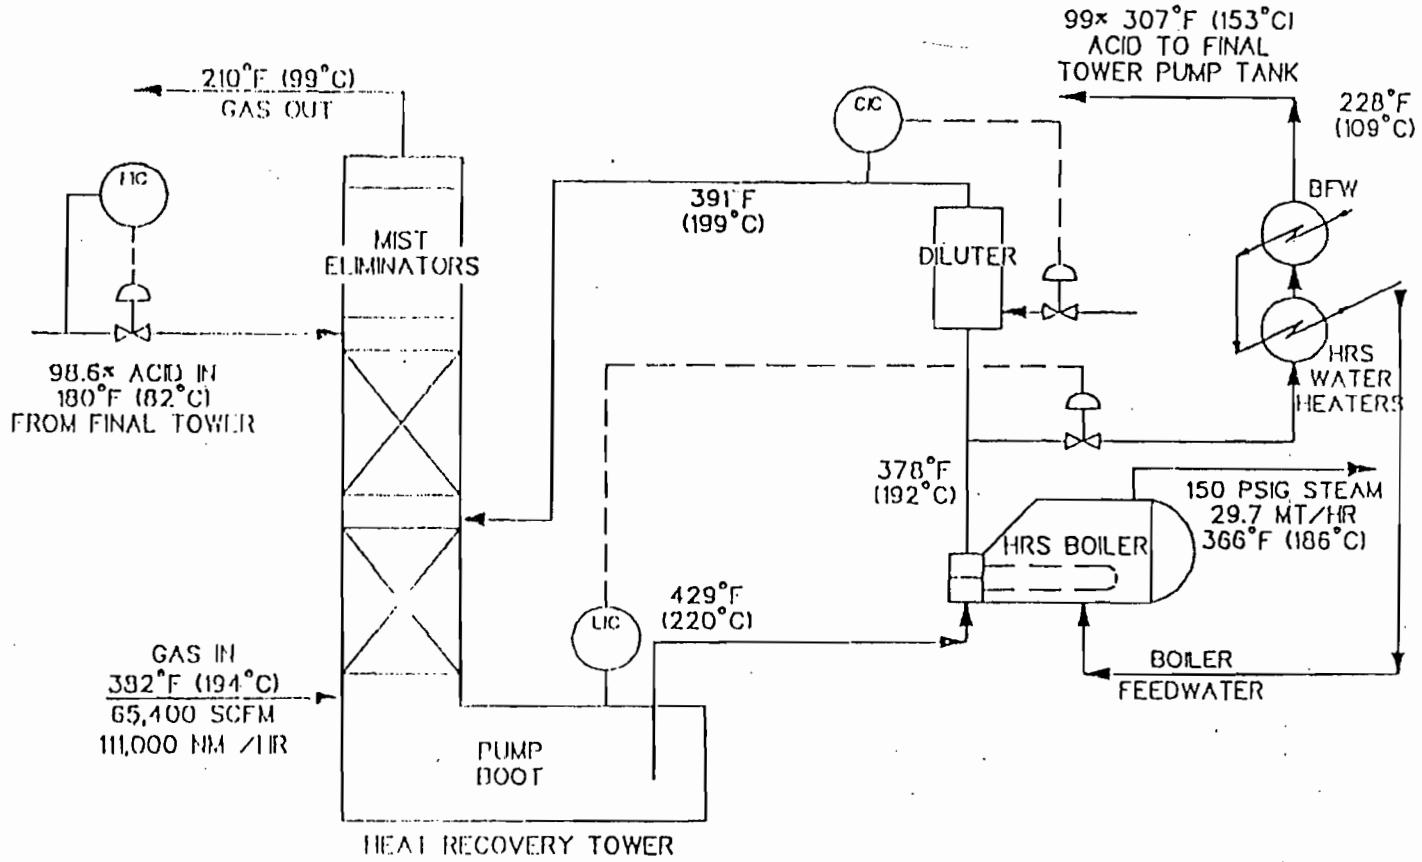 99% 307°F (153°C)
ACID TO FINAL
TOWER PUMP TANK
210°F (99°C)
GAS OUT
CIC
228°F
(109°C)
FIC
391°F
(199°C)
BFW
MIST
ELIMINATORS
DILUTER
98.6% ACID IN
180°F (82°C)
FROM FINAL TOWER
HRS
WATER
HEATERS
378°F
(192°C)
150 PSIG STEAM
29.7 MT/HR
366°F (186°C)
HRS BOILER
429°F
(220°C)
LIC
GAS IN
382°F (194°C)
65,400 SCFM
111,000 NM /HR
BOILER
FEEDWATER
PUMP
BOOT
HEAT RECOVERY TOWER